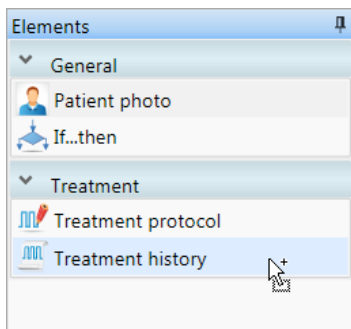 Elements
General
Patient photo
If...then
Treatment
Treatment protocol
Treatment history